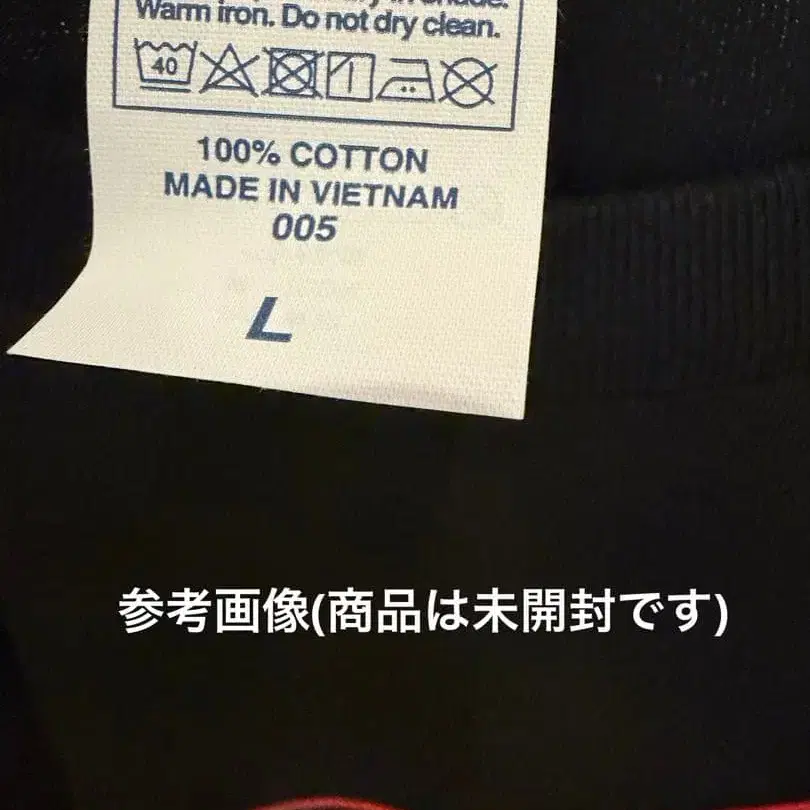 Warm iron. Do not dry clean.
40
100% COTTON
MADE IN VIETNAM
005
L
参考画像(商品は未開封です)